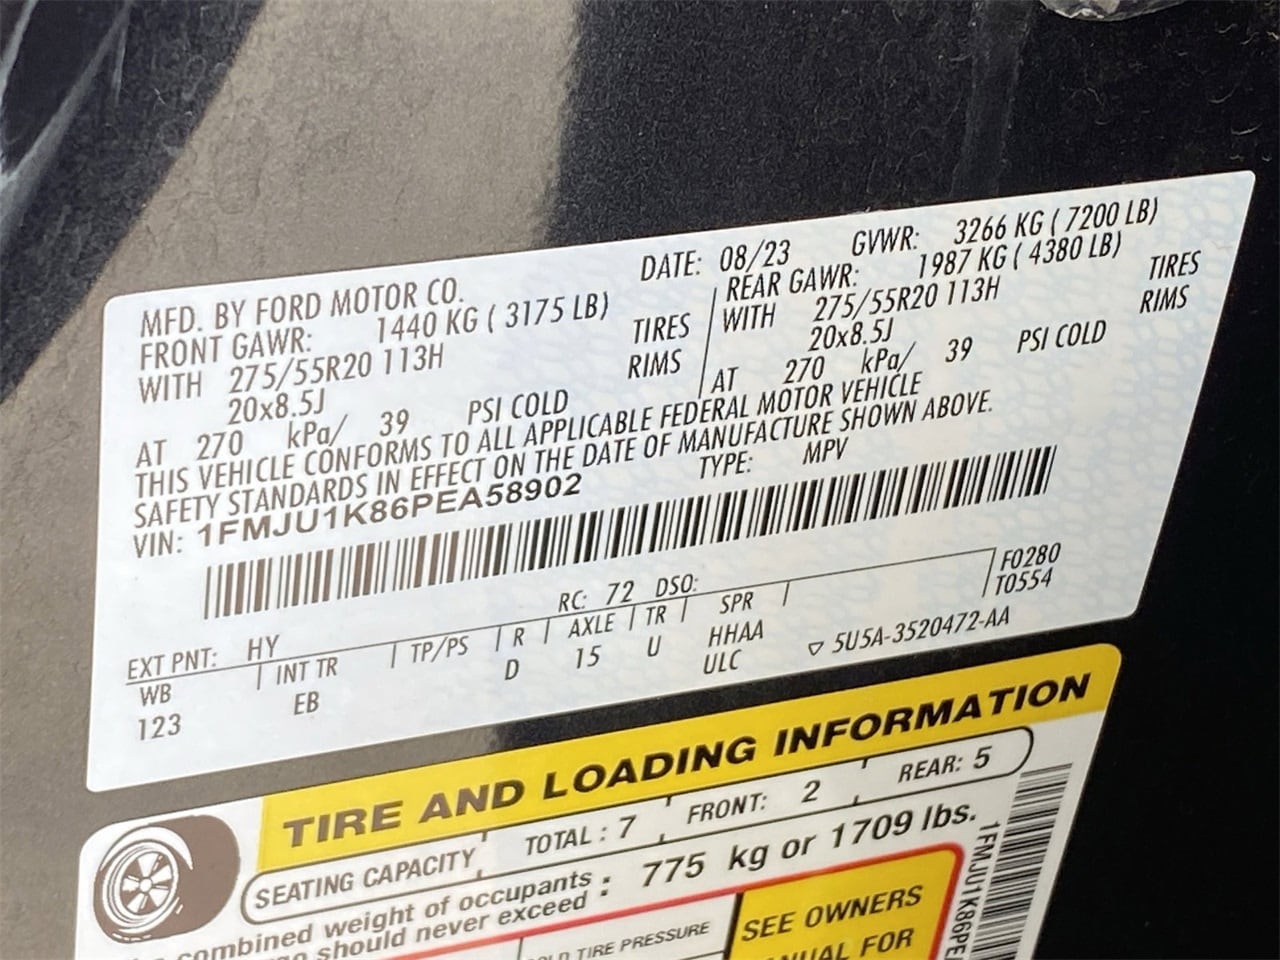 MFD. BY FORD MOTOR CO.
DATE: 08/23 GVWR: 3266 KG ( 7200 LB)
FRONT GAWR: 1440 KG ( 3175 LB)
REAR GAWR: 1987 KG ( 4380 LB)
WITH 275/55R20 113H TIRES
WITH 275/55R20 113H TIRES
20x8.5J RIMS
20x8.5J RIMS
AT 270 kPa/ 39 PSI COLD
AT 270 kPa/ 39 PSI COLD
THIS VEHICLE CONFORMS TO ALL APPLICABLE FEDERAL MOTOR VEHICLE
SAFETY STANDARDS IN EFFECT ON THE DATE OF MANUFACTURE SHOWN ABOVE.
VIN: 1FMJU1K86PEA58902 TYPE: MPV
EXT PNT: HY RC: 72 DSO: F0280
WB INT TR TP/PS R AXLE TR SPR T0554
123 EB D 15 U HHAA
ULC ▽ 5U5A-3520472-AA
TIRE AND LOADING INFORMATION
SEATING CAPACITY TOTAL : 7 FRONT: 2 REAR: 5
combined weight of occupants
should never exceed : 775 kg or 1709 lbs.
TIRE PRESSURE
SEE OWNERS
FOR
1FMJU1K86PE